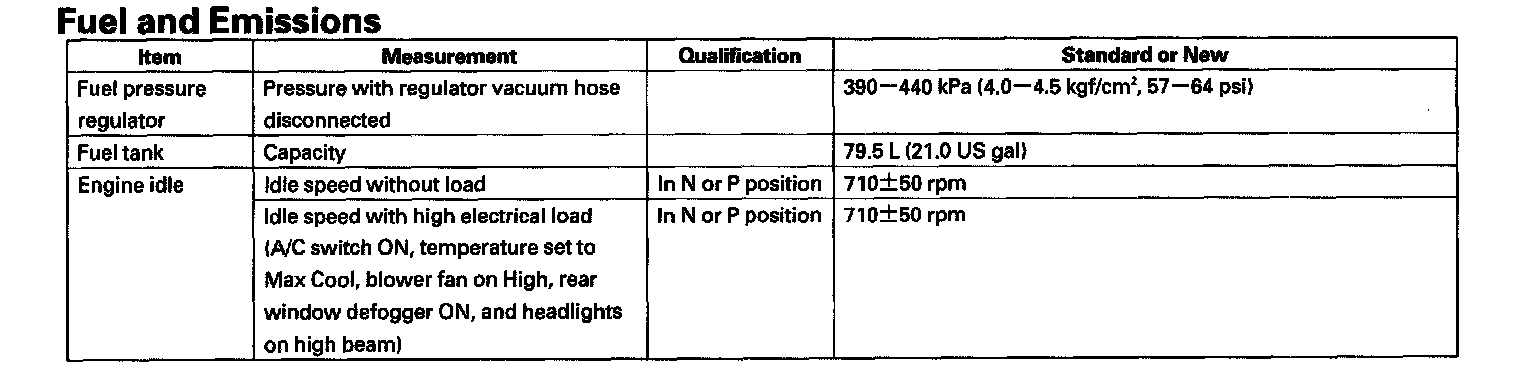 Fuel and Emissions
Item Measurement Qualification Standard or New
Fuel pressure Pressure with regulator vacuum hose 390—440 kPa (4.0—4.5 kgf/cm², 57—64 psi)
regulator disconnected
Fuel tank Capacity 79.5 L (21.0 US gal)
Engine idle Idle speed without load In N or P position 710±50 rpm
Idle speed with high electrical load In N or P position 710±50 rpm
(A/C switch ON, temperature set to
Max Cool, blower fan on High, rear
window defogger ON, and headlights
on high beam)